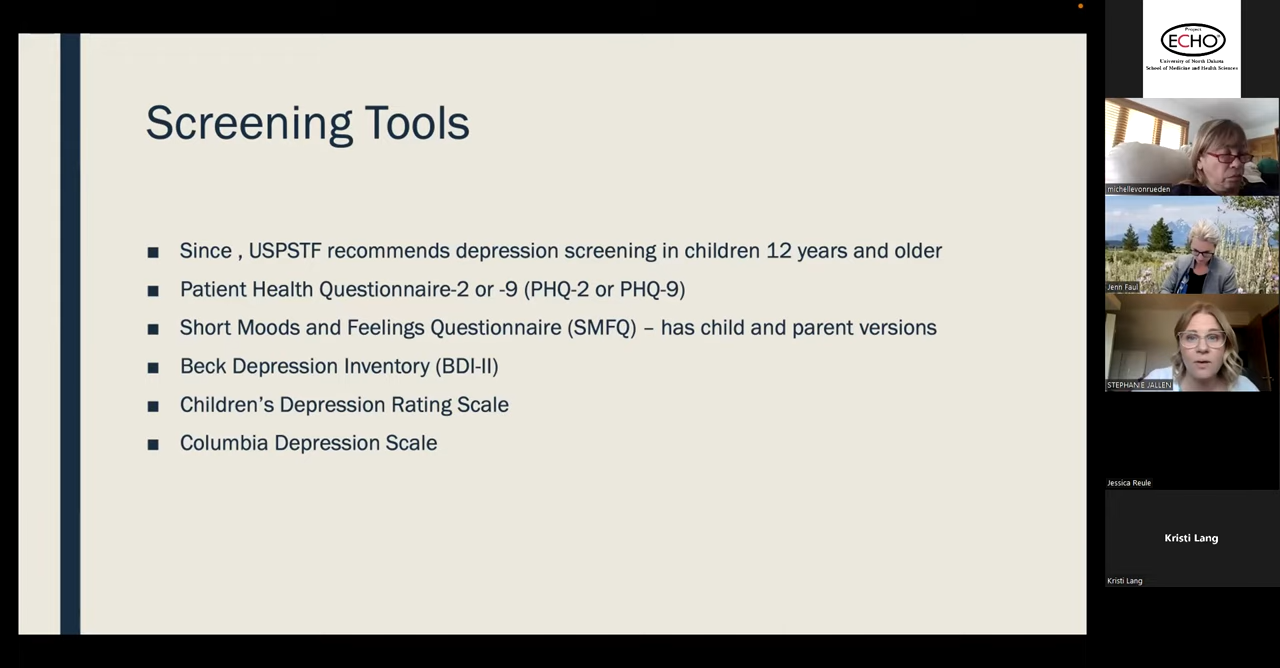 Screening Tools
■ Since , USPSTF recommends depression screening in children 12 years and older
■ Patient Health Questionnaire-2 or -9 (PHQ-2 or PHQ-9)
■ Short Moods and Feelings Questionnaire (SMFQ) – has child and parent versions
■ Beck Depression Inventory (BDI-II)
■ Children’s Depression Rating Scale
■ Columbia Depression Scale
Project
ECHO®
University of North Dakota
School of Medicine and Health Sciences
michellevonrueden
Jenn Faul
STEPHANIE JALLEN
Jessica Reule
Kristi Lang
Kristi Lang